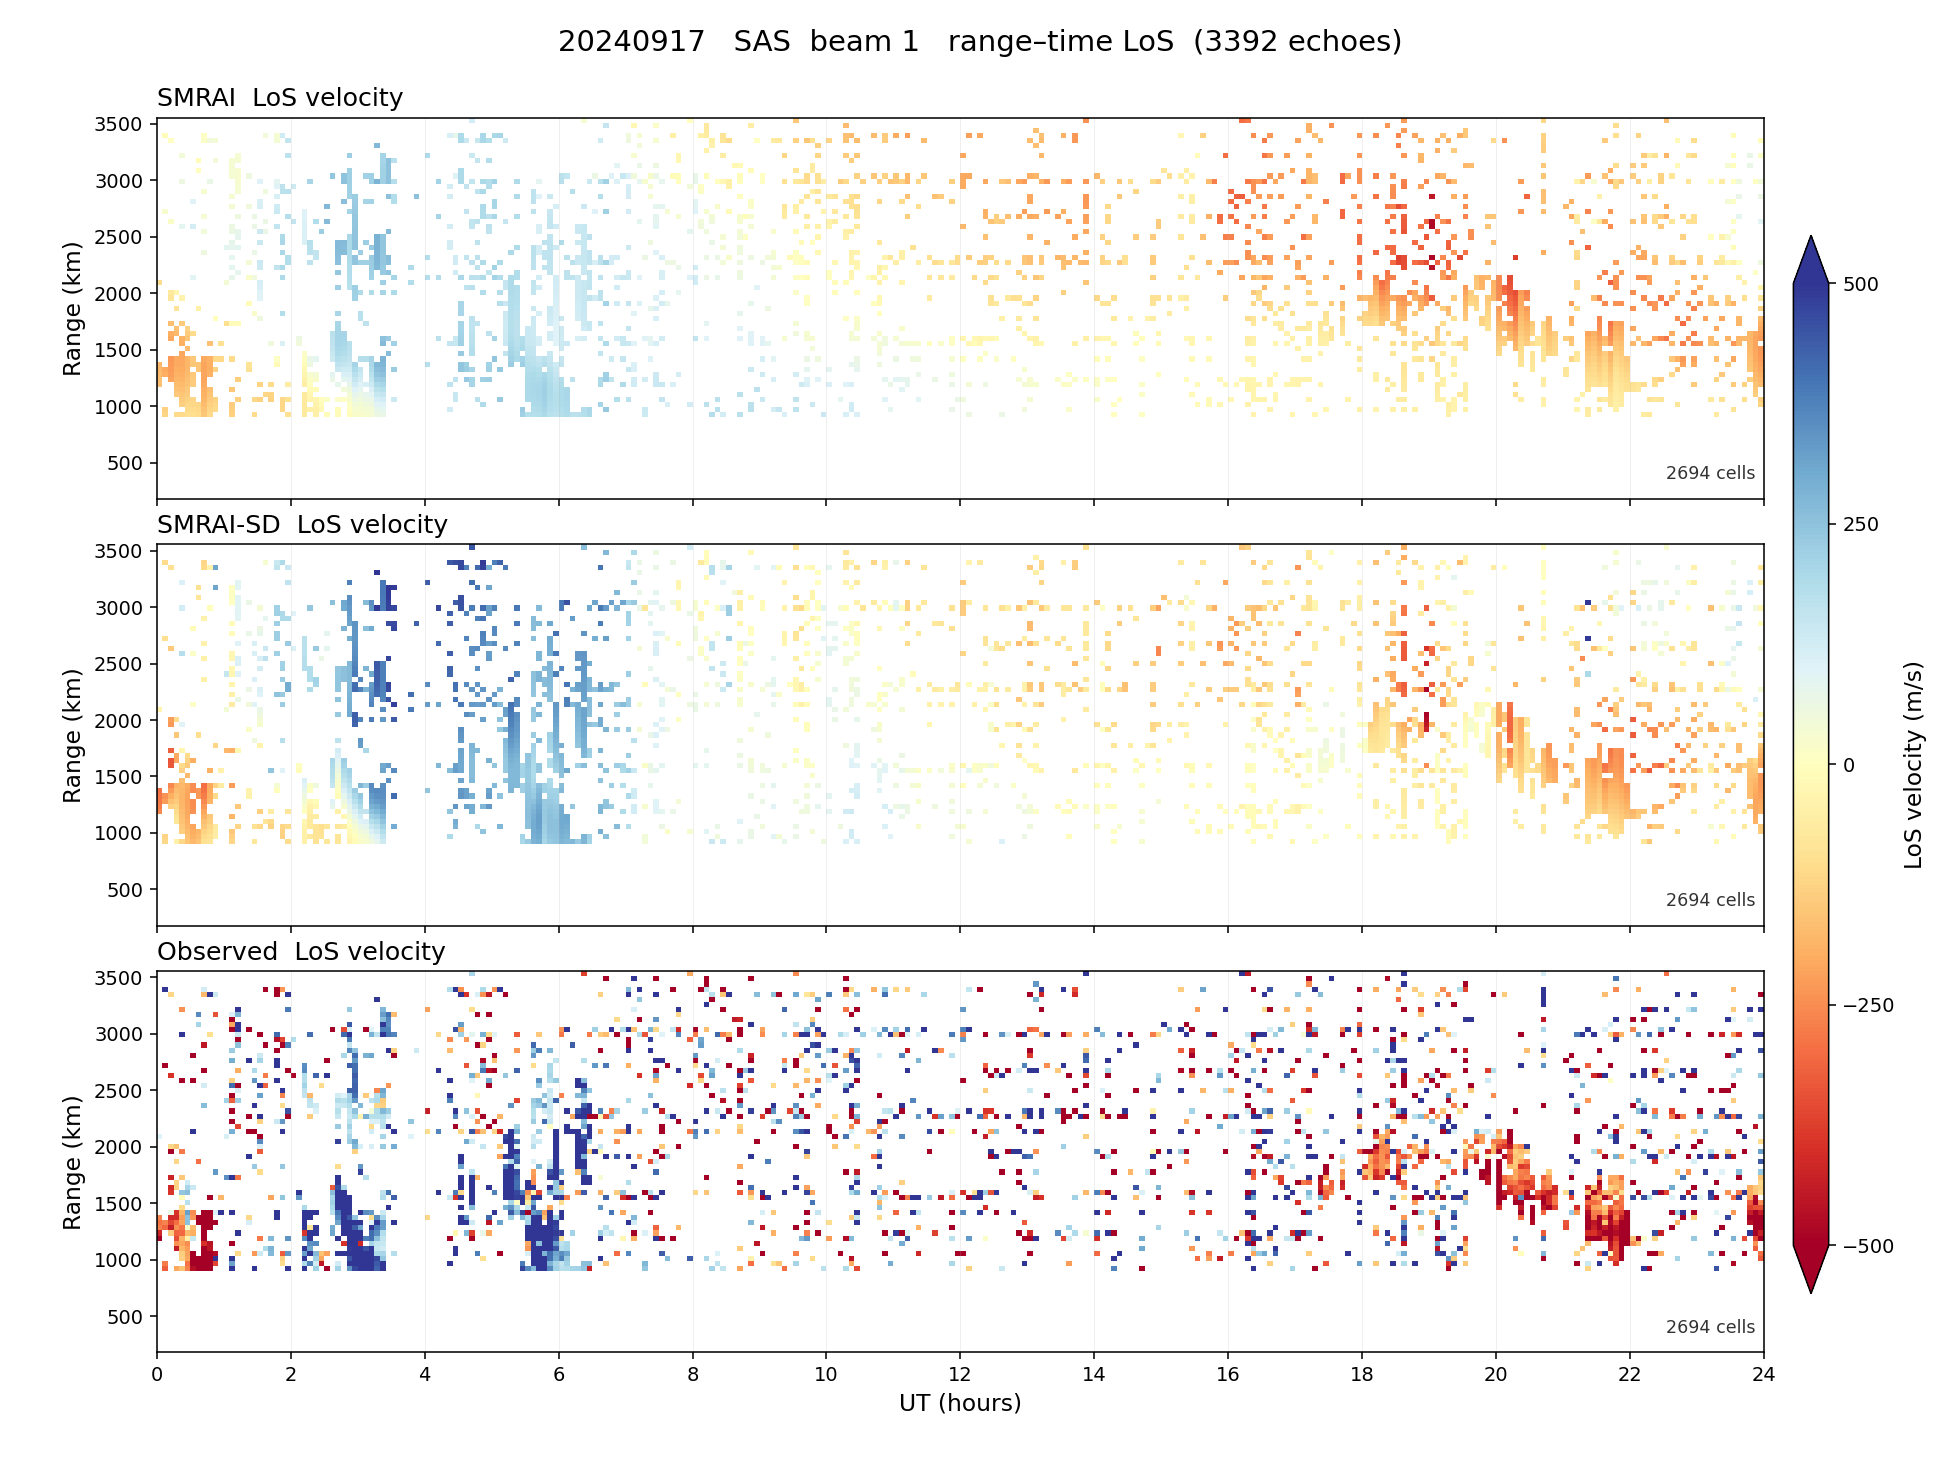 20240917   SAS  beam 1   range–time LoS  (3392 echoes)
SMRAI  LoS velocity
3500
3000
2500
2000
1500
1000
500
Range (km)
2694 cells
SMRAI-SD  LoS velocity
3500
3000
2500
2000
1500
1000
500
Range (km)
2694 cells
Observed  LoS velocity
3500
3000
2500
2000
1500
1000
500
Range (km)
2694 cells
0 2 4 6 8 10 12 14 16 18 20 22 24
UT (hours)
500
250
0
−250
−500
LoS velocity (m/s)